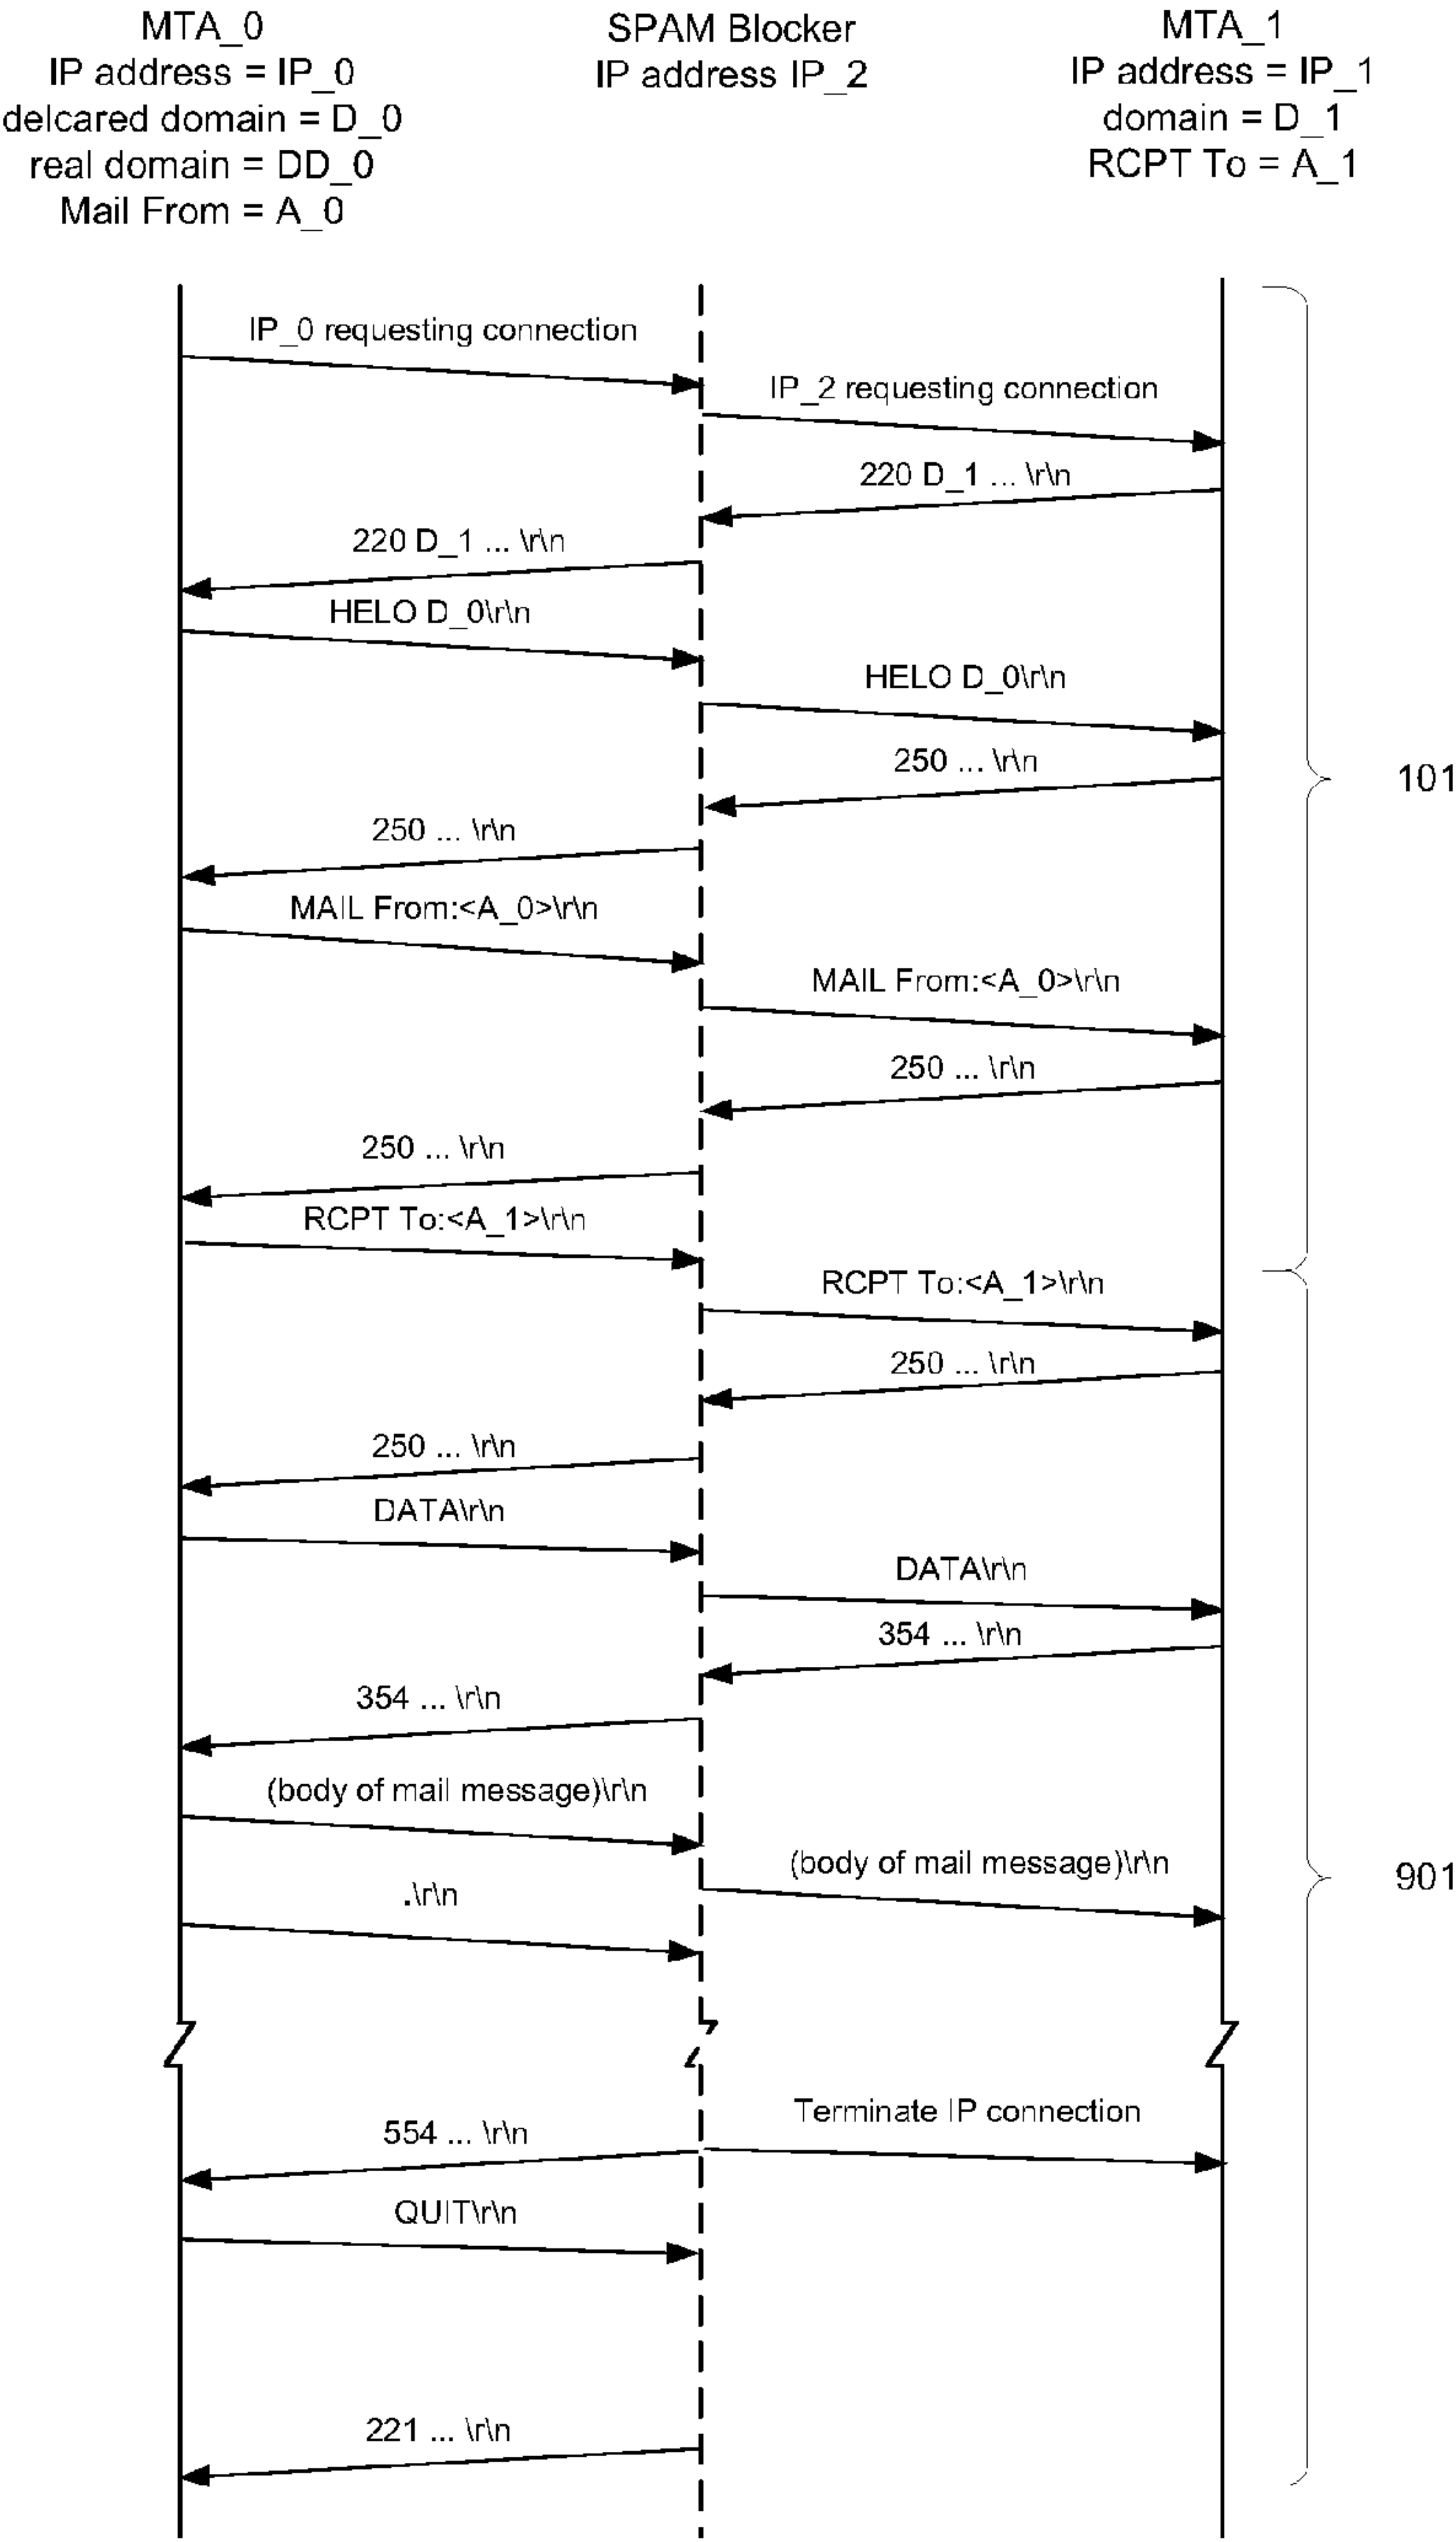 MTA_0
IP address = IP_0
delcared domain = D_0
real domain = DD_0
Mail From = A_0
SPAM Blocker
IP address IP_2
MTA_1
IP address = IP_1
domain = D_1
RCPT To = A_1
IP_0 requesting connection
IP_2 requesting connection
220 D_1 ... \r\n
220 D_1 ... \r\n
HELO D_0\r\n
HELO D_0\r\n
250 ... \r\n
101
250 ... \r\n
MAIL From:<A_0>\r\n
MAIL From:<A_0>\r\n
250 ... \r\n
250 ... \r\n
RCPT To:<A_1>\r\n
RCPT To:<A_1>\r\n
250 ... \r\n
250 ... \r\n
DATA\r\n
DATA\r\n
354 ... \r\n
354 ... \r\n
(body of mail message)\r\n
(body of mail message)\r\n
901
.\r\n
Terminate IP connection
554 ... \r\n
QUIT\r\n
221 ... \r\n